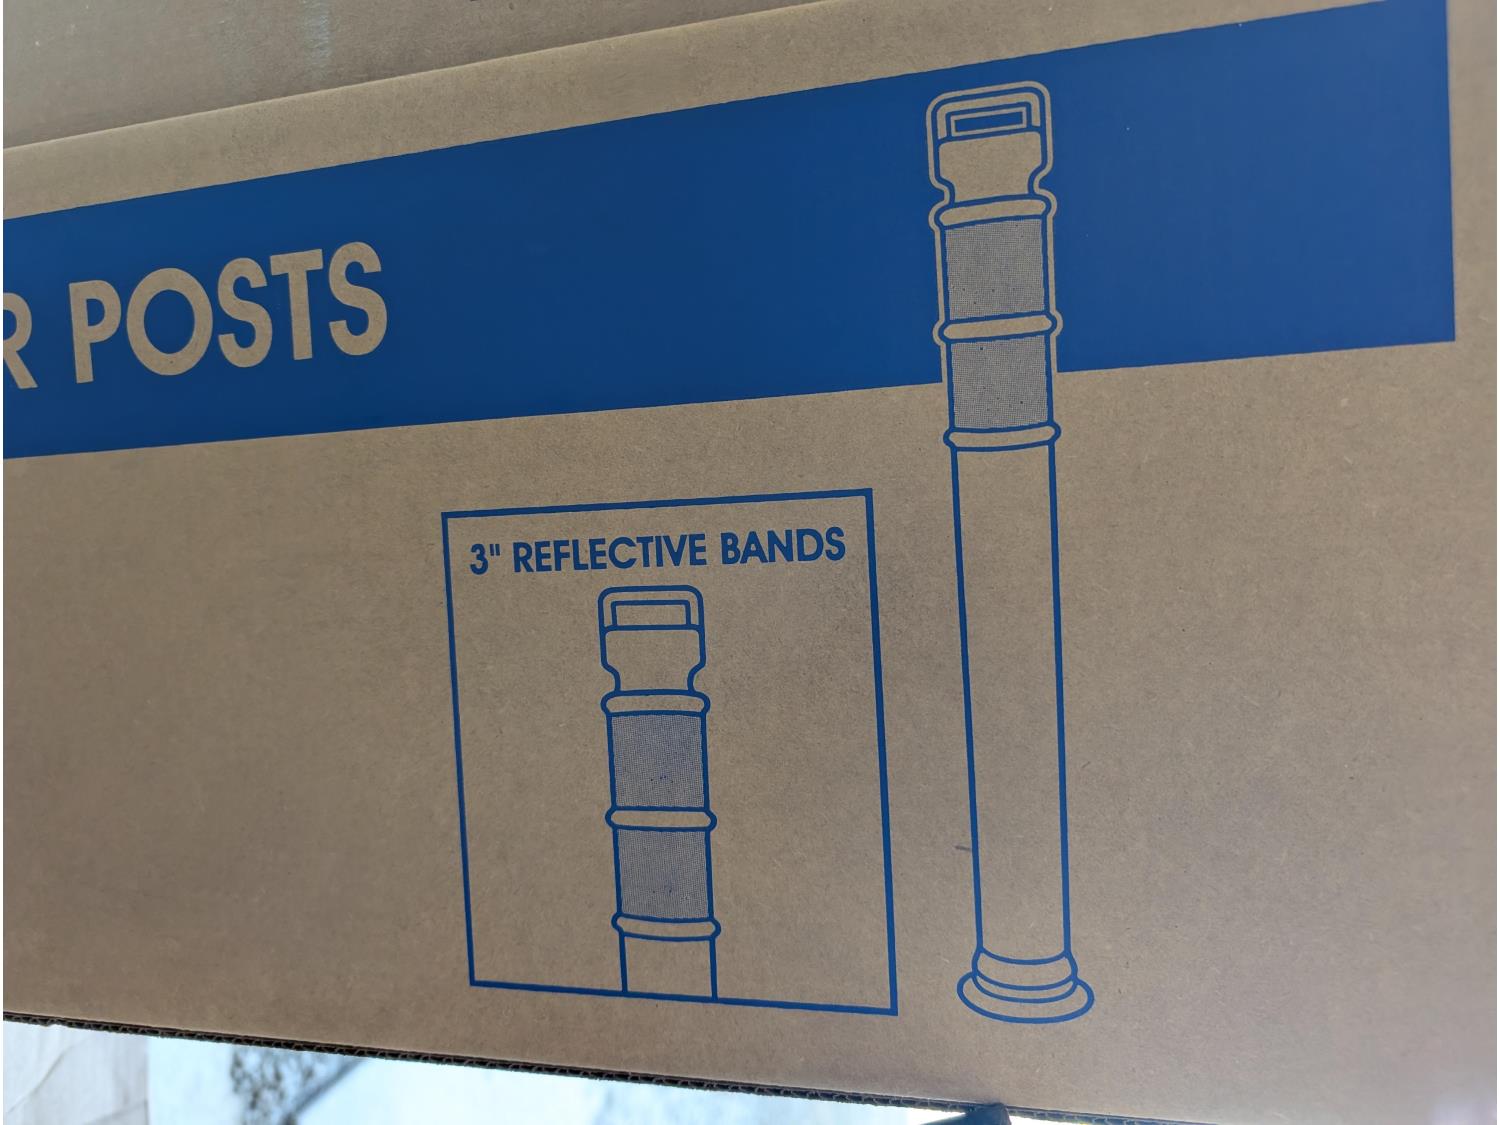 R POSTS
3" REFLECTIVE BANDS